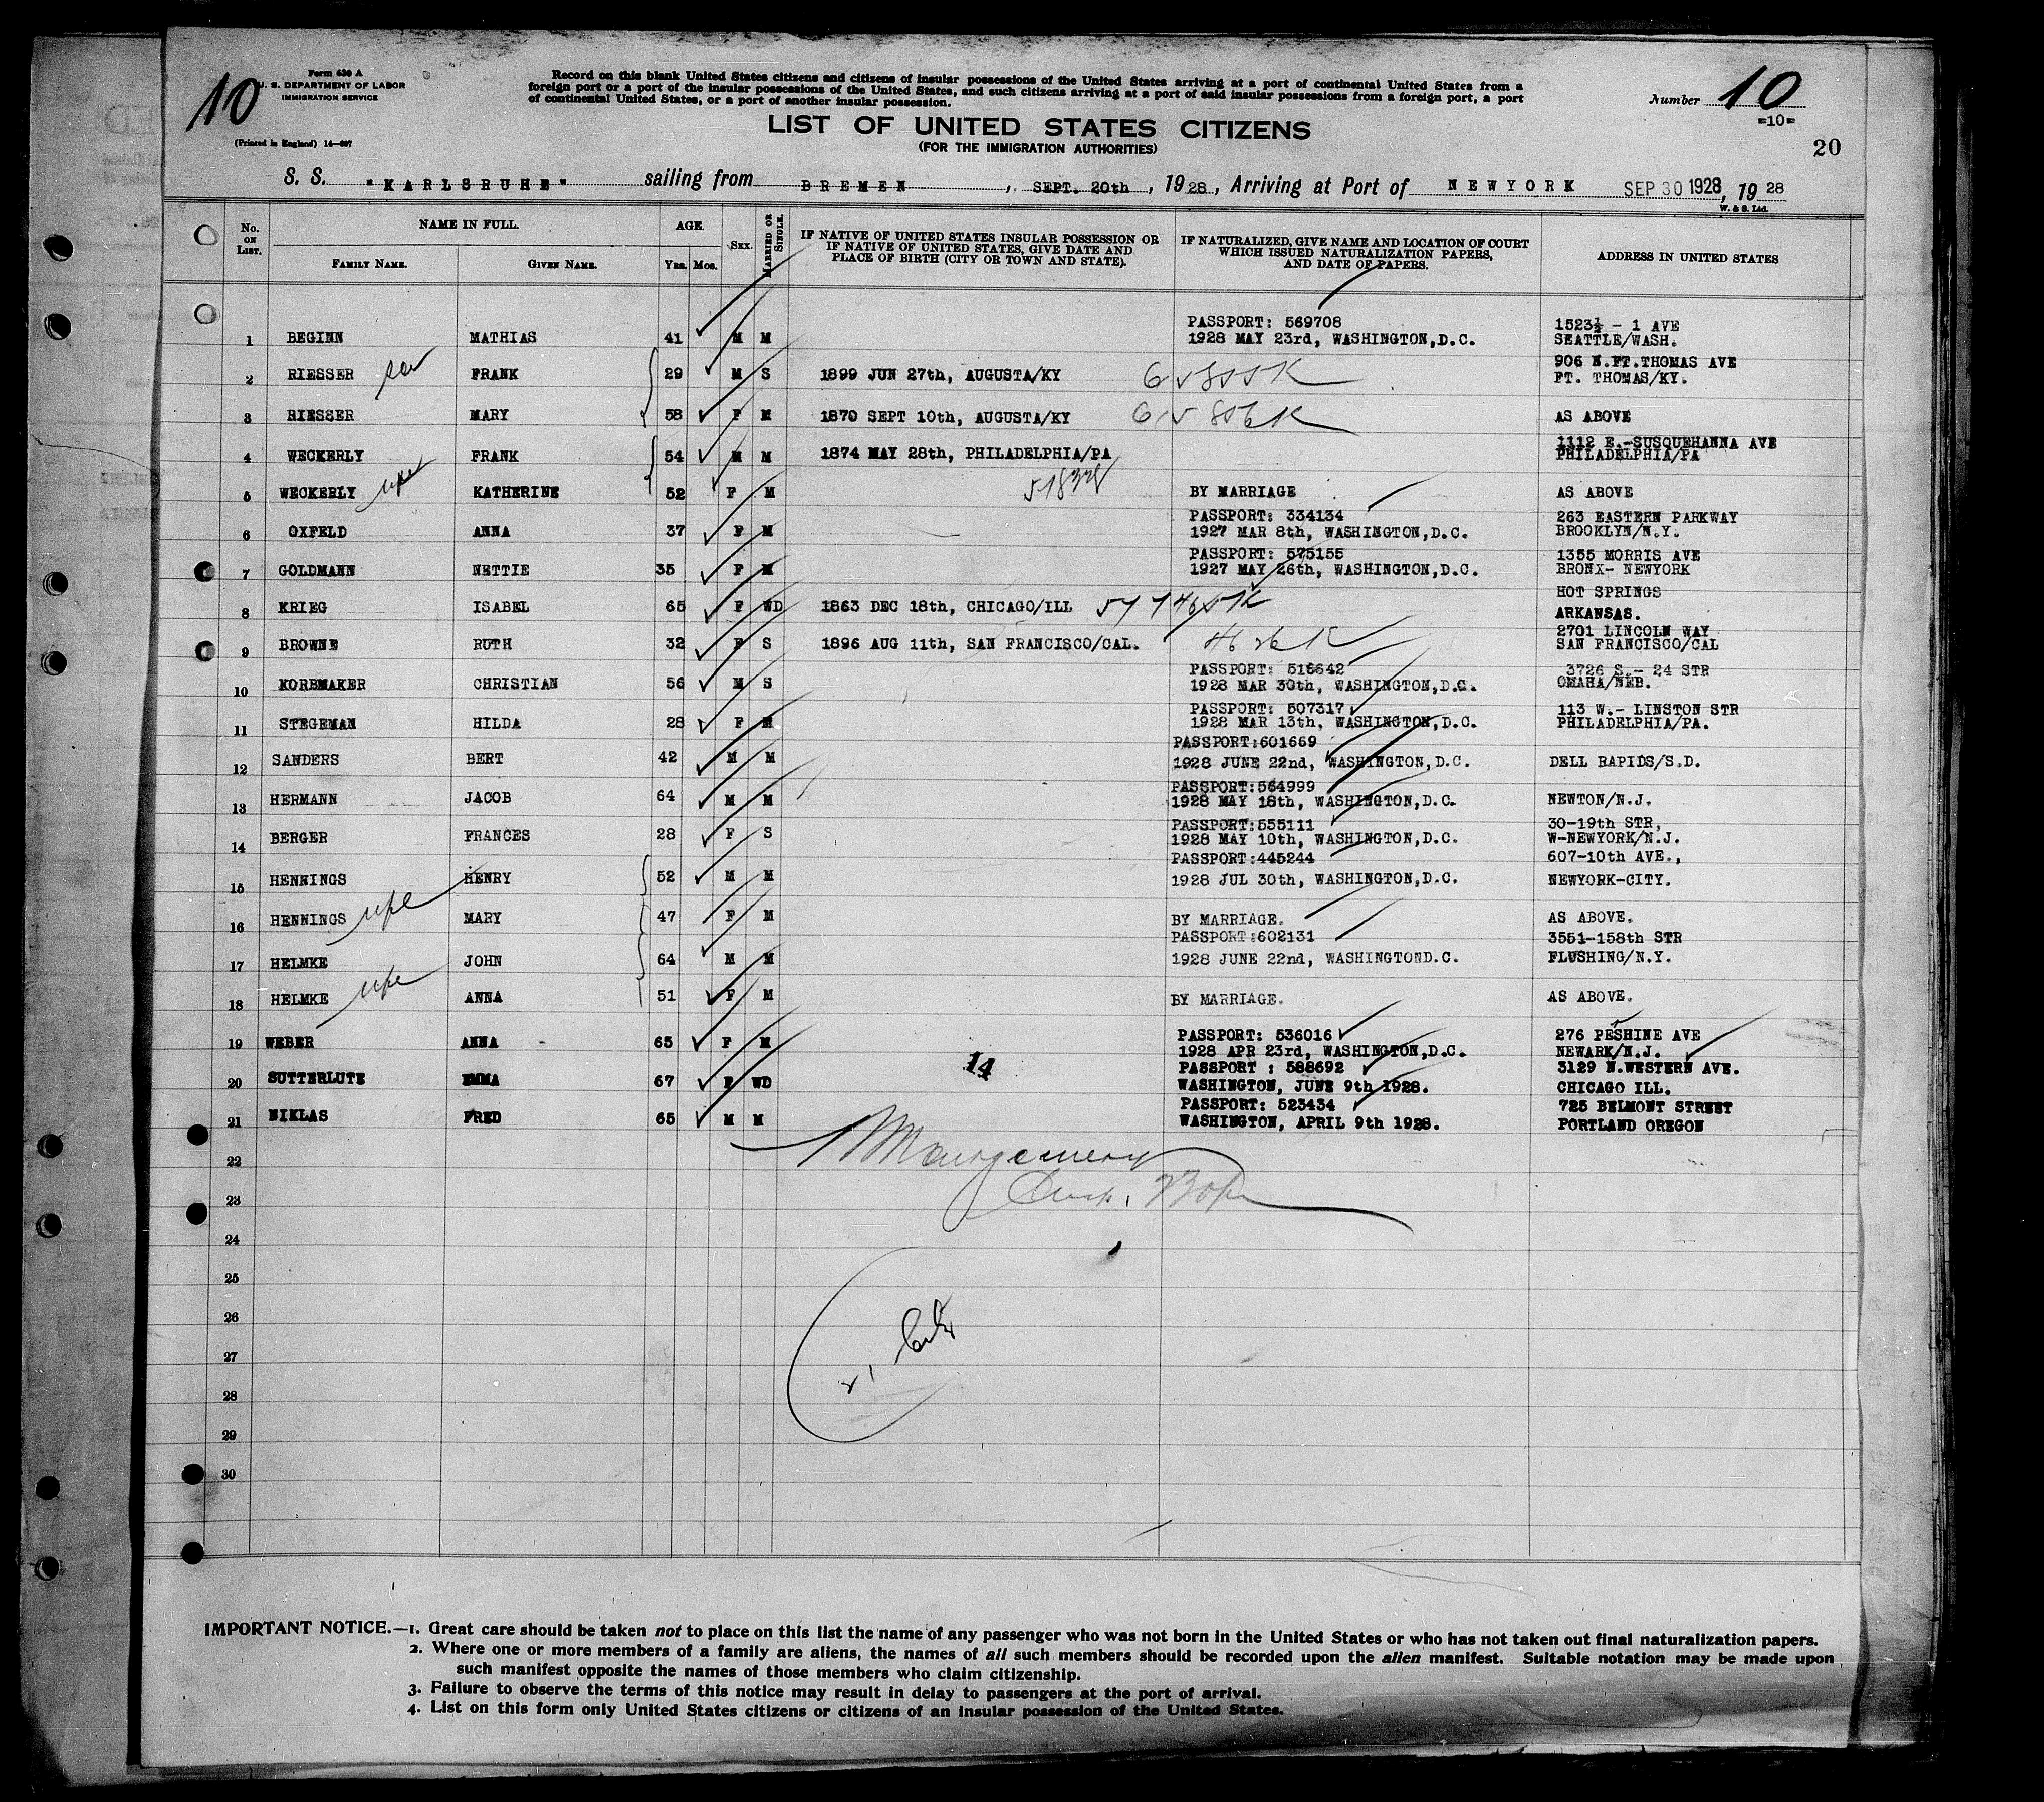 10
Form 630 A
U. S. DEPARTMENT OF LABOR
IMMIGRATION SERVICE
(Printed in England) 14—607
Record on this blank United States citizens and citizens of insular possessions of the United States arriving at a port of continental United States from a
foreign port or a port of the insular possessions of the United States, and such citizens arriving at a port of said insular possessions from a foreign port, a port
of continental United States, or a port of another insular possession.
Number 10
=10=
LIST OF UNITED STATES CITIZENS
(FOR THE IMMIGRATION AUTHORITIES)
20
S. S. "KARLSRUHE" sailing from BREMEN, SEPT. 20th, 1928, Arriving at Port of NEWYORK SEP 30 1928, 1928
W. & S. Ltd.
No. ON LIST. NAME IN FULL. FAMILY NAME. GIVEN NAME. AGE. Yrs. Mos. SEX. MARRIED OR SINGLE. IF NATIVE OF UNITED STATES INSULAR POSSESSION OR IF NATIVE OF UNITED STATES, GIVE DATE AND PLACE OF BIRTH (CITY OR TOWN AND STATE). IF NATURALIZED, GIVE NAME AND LOCATION OF COURT WHICH ISSUED NATURALIZATION PAPERS, AND DATE OF PAPERS. ADDRESS IN UNITED STATES
1 BEGINN MATHIAS 41 M M PASSPORT: 569708 1928 MAY 23rd, WASHINGTON,D.C. 1523½ - 1 AVE SEATTLE/WASH.
2 RIESSER son FRANK 29 M S 1899 JUN 27th, AUGUSTA/KY 906 N.FT.THOMAS AVE FT. THOMAS/KY.
3 RIESSER MARY 58 F M 1870 SEPT 10th, AUGUSTA/KY AS ABOVE
4 WECKERLY FRANK 54 M M 1874 MAY 28th, PHILADELPHIA/PA 1112 E.-SUSQUEHANNA AVE PHILADELPHIA/PA
5 WECKERLY wife KATHERINE 52 F M BY MARRIAGE AS ABOVE
6 OXFELD ANNA 37 F M PASSPORT: 334134 1927 MAR 8th, WASHINGTON,D.C. 263 EASTERN PARKWAY BROOKLYN/N.Y.
7 GOLDMANN NETTIE 35 F M PASSPORT: 575155 1927 MAY 26th, WASHINGTON,D.C. 1355 MORRIS AVE BRONX- NEWYORK
8 KRIEG ISABEL 65 F WD 1863 DEC 18th, CHICAGO/ILL HOT SPRINGS ARKANSAS.
9 BROWNE RUTH 32 F S 1896 AUG 11th, SAN FRANCISCO/CAL. 2701 LINCOLN WAY SAN FRANCISCO/CAL
10 KORBMAKER CHRISTIAN 56 M S PASSPORT: 518642 1928 MAR 30th, WASHINGTON,D.C. 3726 S.- 24 STR OMAHA/NEB.
11 STEGEMAN HILDA 28 F M PASSPORT: 507317 1928 MAR 13th, WASHINGTON,D.C. 113 W.- LINSTON STR PHILADELPHIA/PA.
12 SANDERS BERT 42 M M PASSPORT:601669 1928 JUNE 22nd, WASHINGTON,D.C. DELL RAPIDS/S.D.
13 HERMANN JACOB 64 M M PASSPORT:564999 1928 MAY 18th, WASHINGTON,D.C. NEWTON/N.J.
14 BERGER FRANCES 28 F S PASSPORT:555111 1928 MAY 10th, WASHINGTON,D.C. 30-19th STR, W-NEWYORK/N.J.
15 HENNINGS HENRY 52 M M PASSPORT:445244 1928 JUL 30th, WASHINGTON,D.C. 607-10th AVE., NEWYORK-CITY.
16 HENNINGS wife MARY 47 F M BY MARRIAGE. AS ABOVE.
17 HELMKE JOHN 64 M M PASSPORT:602131 1928 JUNE 22nd, WASHINGTOND.C. 3551-158th STR FLUSHING/N.Y.
18 HELMKE wife ANNA 51 F M BY MARRIAGE. AS ABOVE.
19 WEBER ANNA 65 F M PASSPORT: 536016 1928 APR 23rd, WASHINGTON,D.C. 276 PESHINE AVE NEWARK/N.J.
20 SUTTERLUTE EMMA 67 F WD 14 PASSPORT : 588692 WASHINGTON, JUNE 9th 1928. 3129 N.WESTERN AVE. CHICAGO ILL.
21 NIKLAS FRED 65 M M PASSPORT: 523434 WASHINGTON, APRIL 9th 1928. 725 BELMONT STREET PORTLAND OREGON
22
23
24
25
26
27
28
29
30
IMPORTANT NOTICE.—1. Great care should be taken not to place on this list the name of any passenger who was not born in the United States or who has not taken out final naturalization papers.
2. Where one or more members of a family are aliens, the names of all such members should be recorded upon the alien manifest. Suitable notation may be made upon
such manifest opposite the names of those members who claim citizenship.
3. Failure to observe the terms of this notice may result in delay to passengers at the port of arrival.
4. List on this form only United States citizens or citizens of an insular possession of the United States.